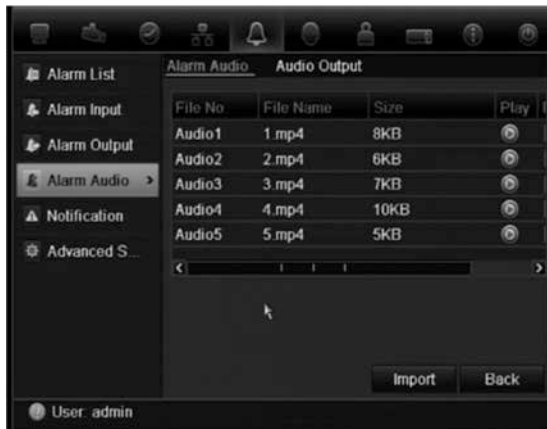 Alarm List
Alarm Input
Alarm Output
Alarm Audio >
Notification
Advanced S...
Alarm Audio Audio Output
File No. File Name Size Play
Audio1 1.mp4 8KB
Audio2 2.mp4 6KB
Audio3 3.mp4 7KB
Audio4 4.mp4 10KB
Audio5 5.mp4 5KB
Import Back
User: admin